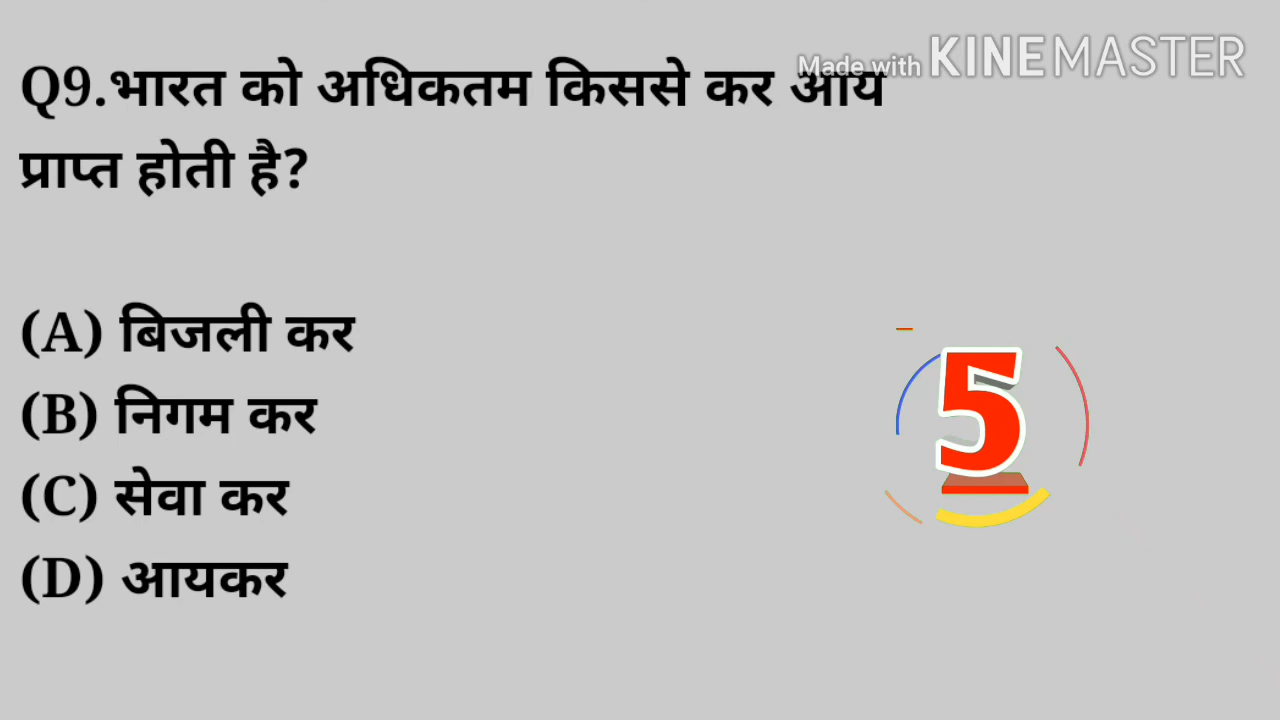 Made with KINEMASTER
Q9.भारत को अधिकतम किससे कर आय
प्राप्त होती है?
(A) बिजली कर
(B) निगम कर
(C) सेवा कर
(D) आयकर
5